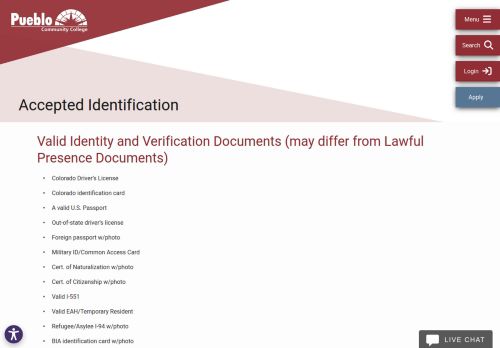 Pueblo
Community College
Menu
Search
Login
Apply
Accepted Identification
Valid Identity and Verification Documents (may differ from Lawful
Presence Documents)
Colorado Driver's License
Colorado identification card
A valid U.S. Passport
Out-of-state driver's license
Foreign passport w/photo
Military ID/Common Access Card
Cert. of Naturalization w/photo
Cert. of Citizenship w/photo
Valid I-551
Valid EAH/Temporary Resident
Refugee/Asylee I-94 w/photo
BIA identification card w/photo
LIVE CHAT